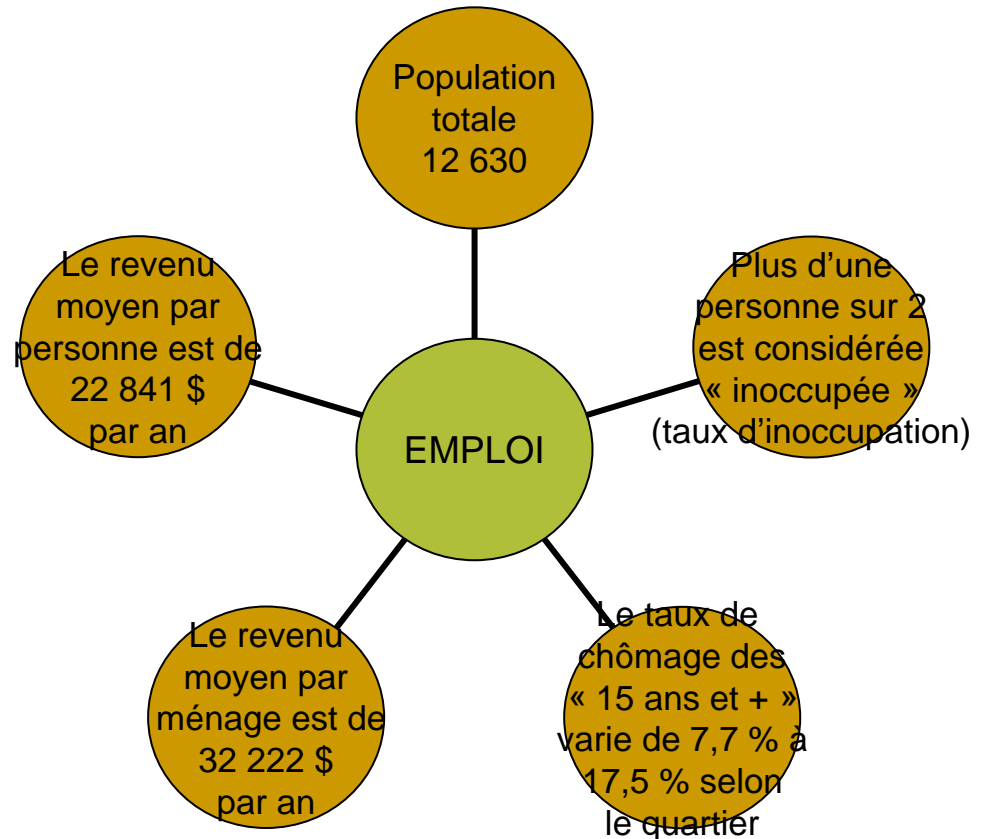 Population
totale
12 630
Le revenu
moyen par
personne est de
22 841 $
par an
Plus d’une
personne sur 2
est considérée
« inoccupée »
(taux d’inoccupation)
EMPLOI
Le revenu
moyen par
ménage est de
32 222 $
par an
Le taux de
chômage des
« 15 ans et + »
varie de 7,7 % à
17,5 % selon
le quartier